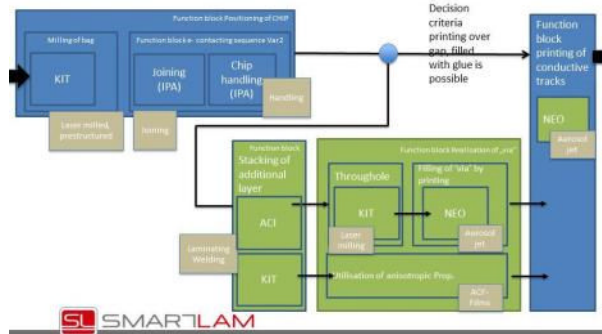 Function block Positioning of CHIP
Milling of bag
KIT
Laser milled,
prestructured
Function block e- contacting sequence Var.2
Joining
(IPA)
Chip
handling
(IPA)
Joining
Handling
Decision
criteria
printing over
gap, filled
with glue is
possible
Function
block
printing of
conductive
tracks
NEO
Aerosol
jet
Function block
Stacking of
additional
layer
ACI
Laminating
Welding
KIT
Function block Realisation of „via"
Throughole
KIT
Laser
milling
Filling of 'via' by
printing
NEO
Aerosol
jet
Utilisation of anisotropic Prop.
ACF-
Films
SL SMARTLAM